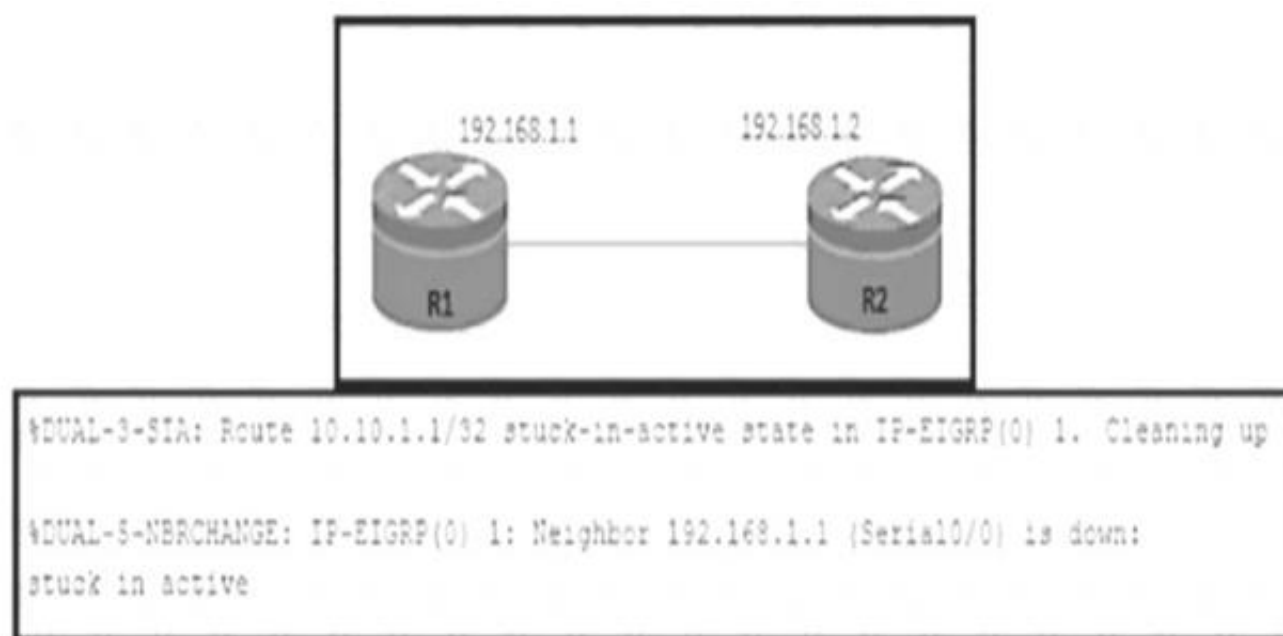 192.168.1.1
192.168.1.2
R1
R2
%DUAL-3-SIA: Route 10.10.1.1/32 stuck-in-active state in IP-EIGRP(0) 1. Cleaning up
%DUAL-5-NBRCHANGE: IP-EIGRP(0) 1: Neighbor 192.168.1.1 (Serial0/0) is down:
stuck in active